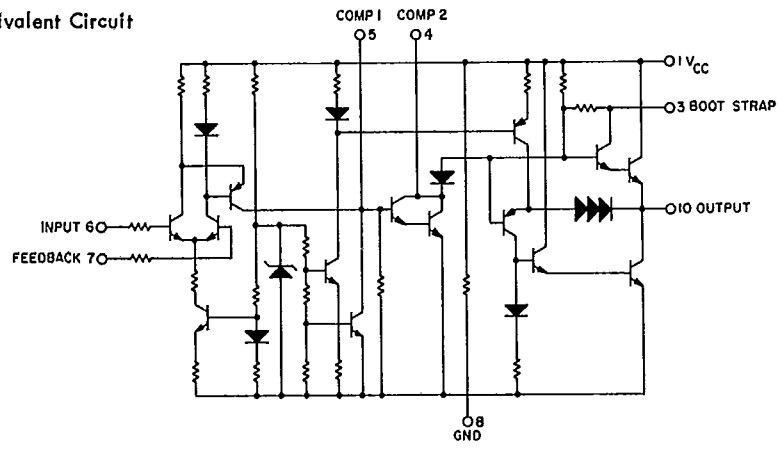 ivalent Circuit
COMP 1 COMP 2
5 4
1 VCC
3 BOOT STRAP
INPUT 6
10 OUTPUT
FEEDBACK 7
8
GND